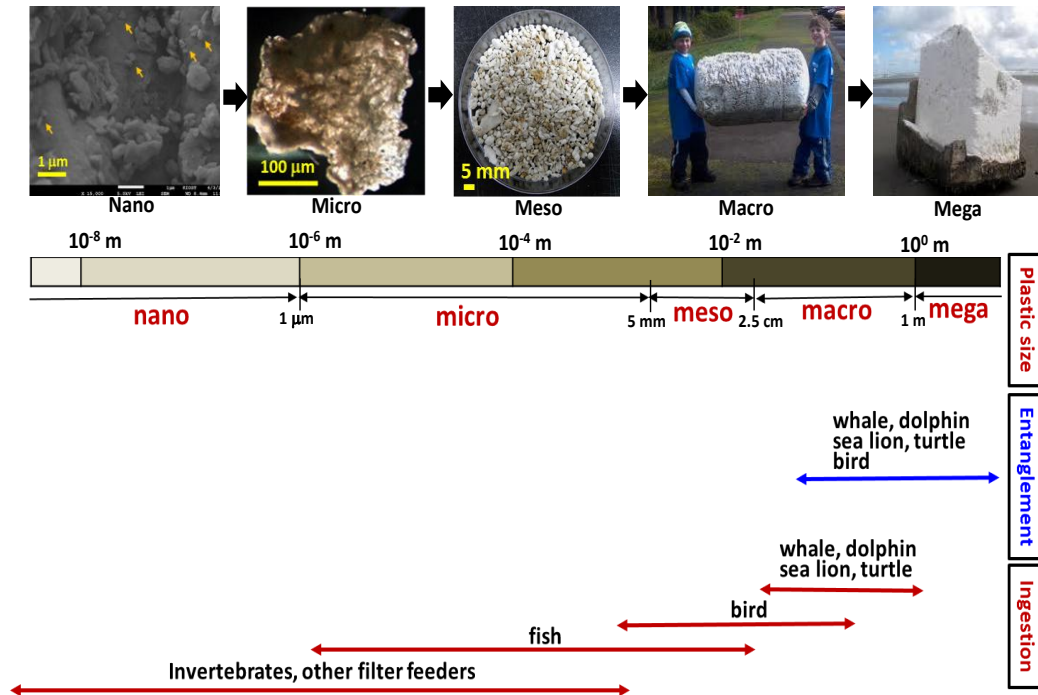 1 μm
100 μm
5 mm
Nano
Micro
Meso
Macro
Mega
10⁻⁸ m
10⁻⁶ m
10⁻⁴ m
10⁻² m
10⁰ m
nano
1 μm
micro
5 mm
meso
2.5 cm
macro
1 m
mega
Plastic size
whale, dolphin
sea lion, turtle
bird
Entanglement
whale, dolphin
sea lion, turtle
bird
fish
Invertebrates, other filter feeders
Ingestion